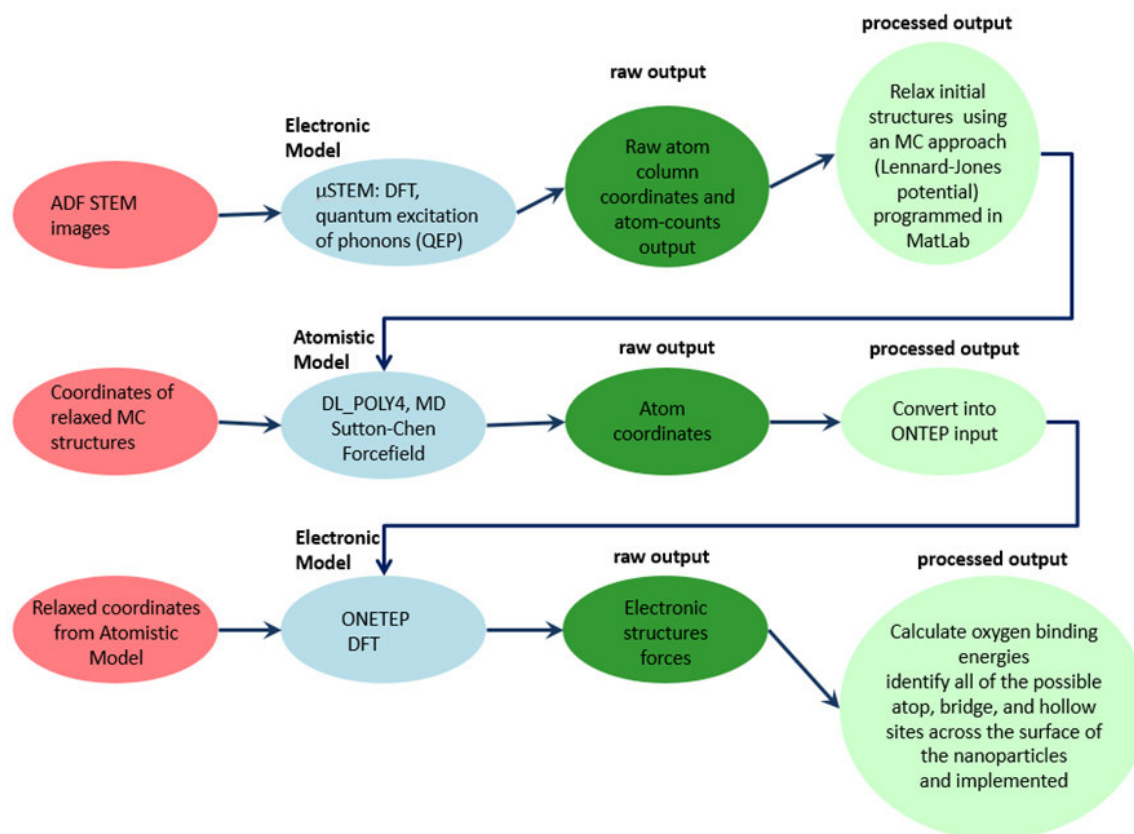 processed output
raw output
Electronic
Model
ADF STEM
images
µSTEM: DFT,
quantum excitation
of phonons (QEP)
Raw atom
column
coordinates and
atom-counts
output
Relax initial
structures using
an MC approach
(Lennard-Jones
potential)
programmed in
MatLab
Atomistic
Model
raw output
processed output
Coordinates of
relaxed MC
structures
DL_POLY4, MD
Sutton-Chen
Forcefield
Atom
coordinates
Convert into
ONTEP input
Electronic
Model
raw output
processed output
Relaxed coordinates
from Atomistic
Model
ONETEP
DFT
Electronic
structures
forces
Calculate oxygen binding
energies
identify all of the possible
atop, bridge, and hollow
sites across the surface of
the nanoparticles
and implemented